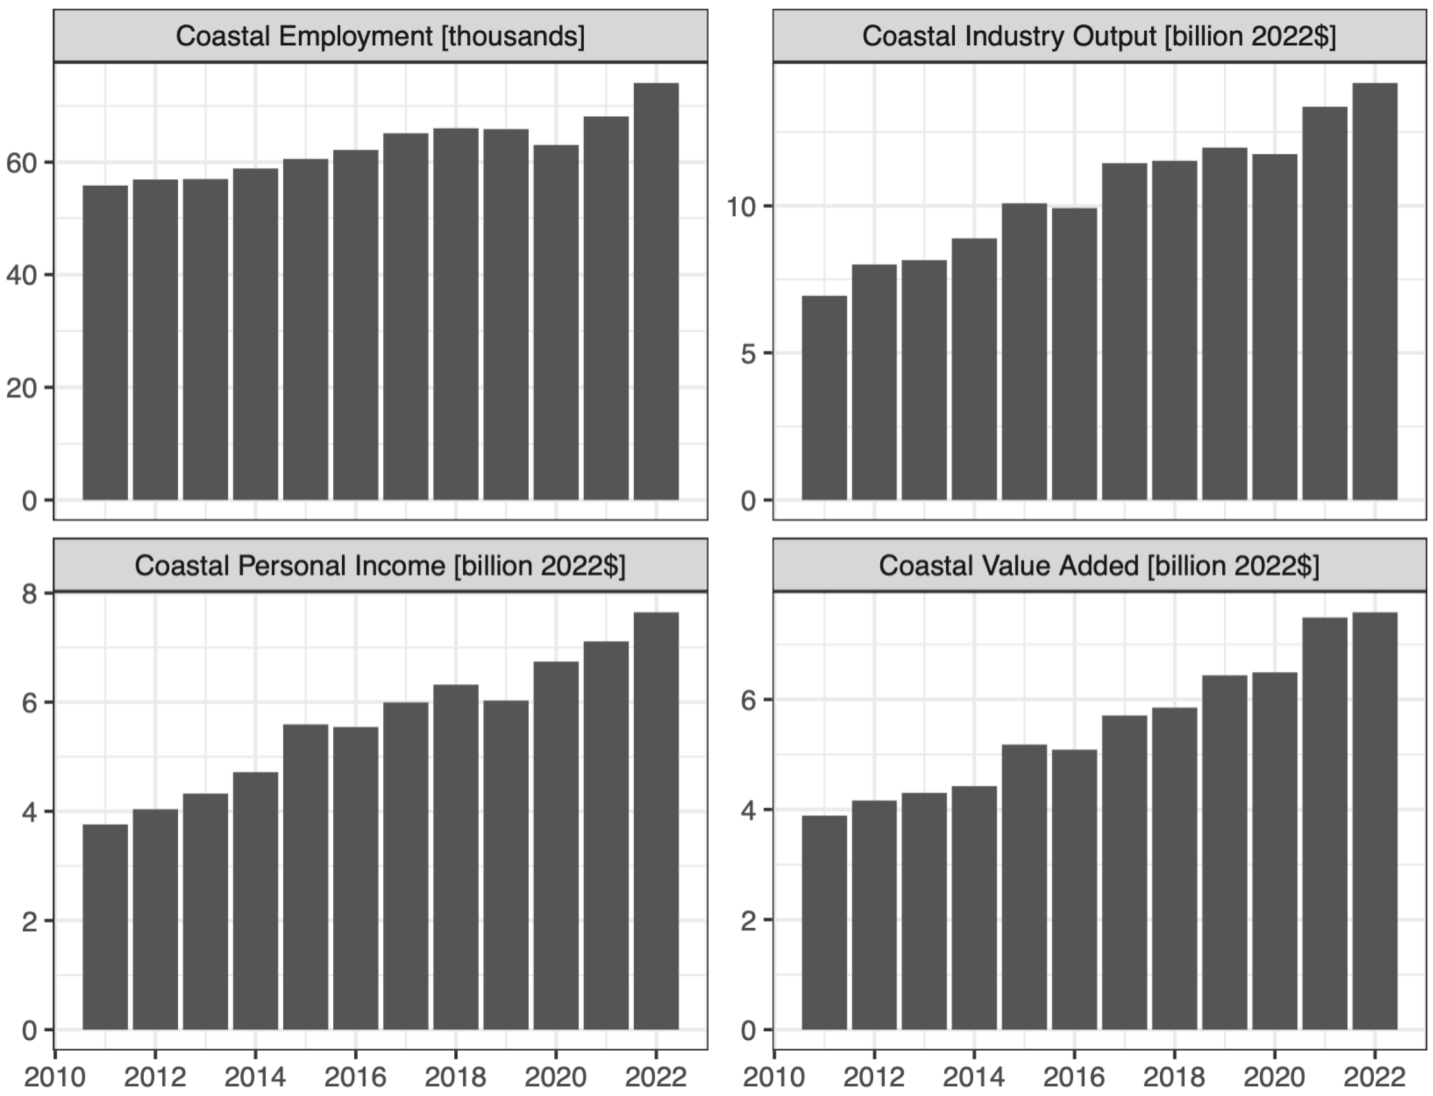 Coastal Employment [thousands]
Coastal Industry Output [billion 2022$]
60
40
20
0
10
5
0
Coastal Personal Income [billion 2022$]
Coastal Value Added [billion 2022$]
8
6
4
2
0
6
4
2
0
2010 2012 2014 2016 2018 2020 2022
2010 2012 2014 2016 2018 2020 2022